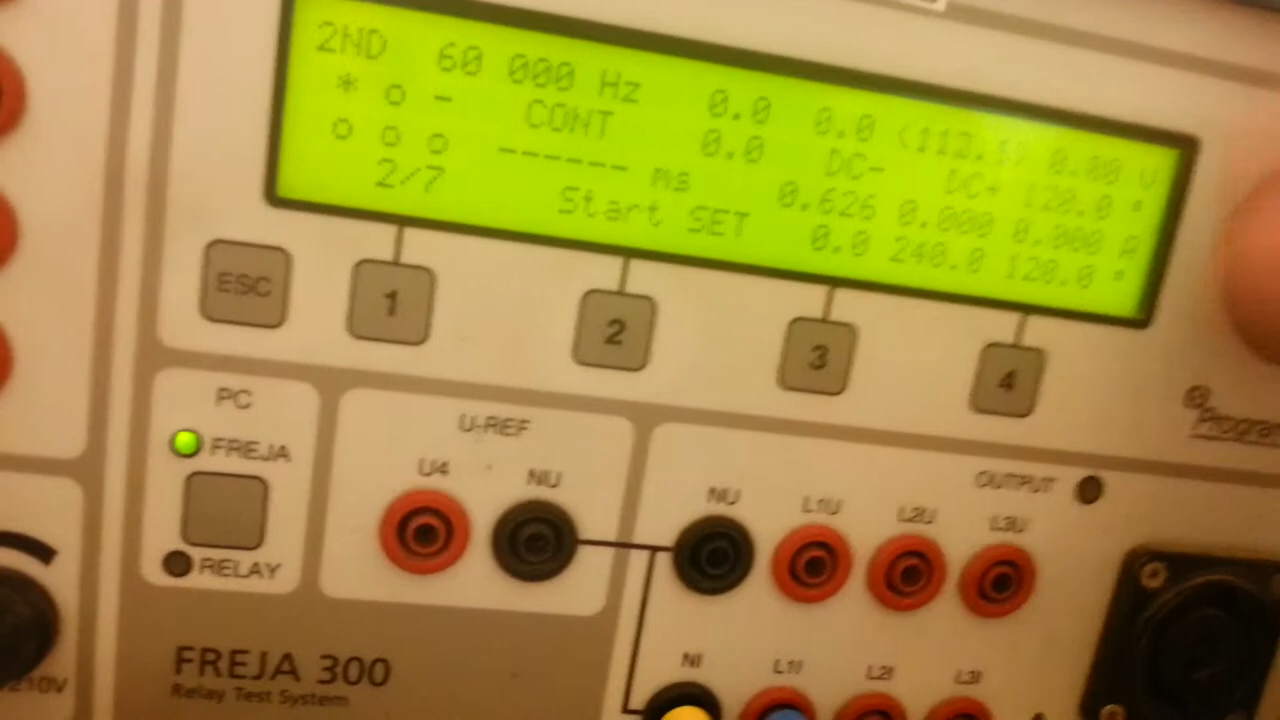 2ND 60 000 Hz 0.0 0.0 (112.1) 0.00 V
* o - CONT 0.0 DC- DC+ 120.0 °
o o o ------ ms 0.626 0.000 0.000 A
2/7 Start SET 0.0 240.0 120.0 °
ESC 1 2 3 4
PC
FREJA
RELAY
U-REF
U4 NU
OUTPUT
NU L1U L2U L3U
NI L1I L2I L3I
FREJA 300
Relay Test System
210V